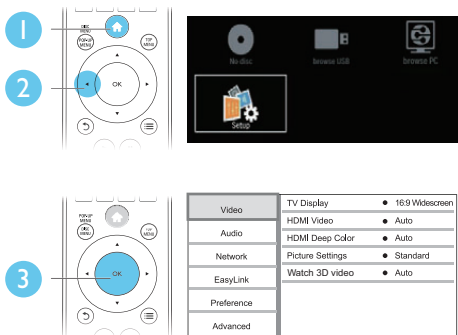 1
2
DISC MENU
POP-UP MENU
TOP MENU
OK
No disc
browse USB
browse PC
Setup
3
POP-UP MENU
DISC MENU
TOP MENU
OK
Video
Audio
Network
EasyLink
Preference
Advanced
TV Display ● 16:9 Widescreen
HDMI Video ● Auto
HDMI Deep Color ● Auto
Picture Settings ● Standard
Watch 3D video ● Auto